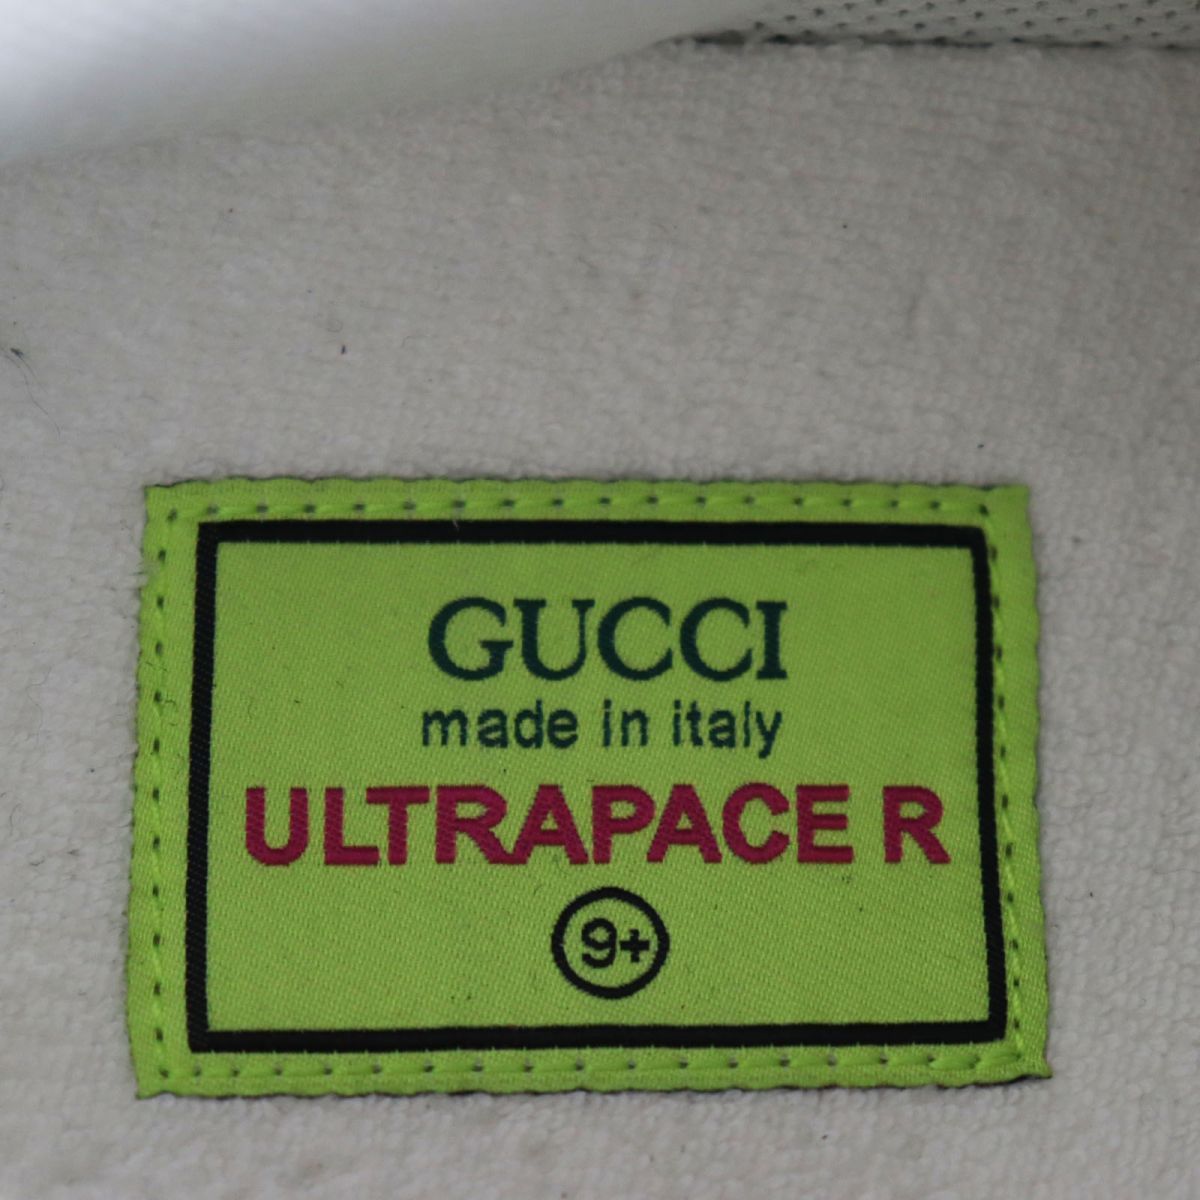 GUCCI
made in italy
ULTRAPACE R
9+